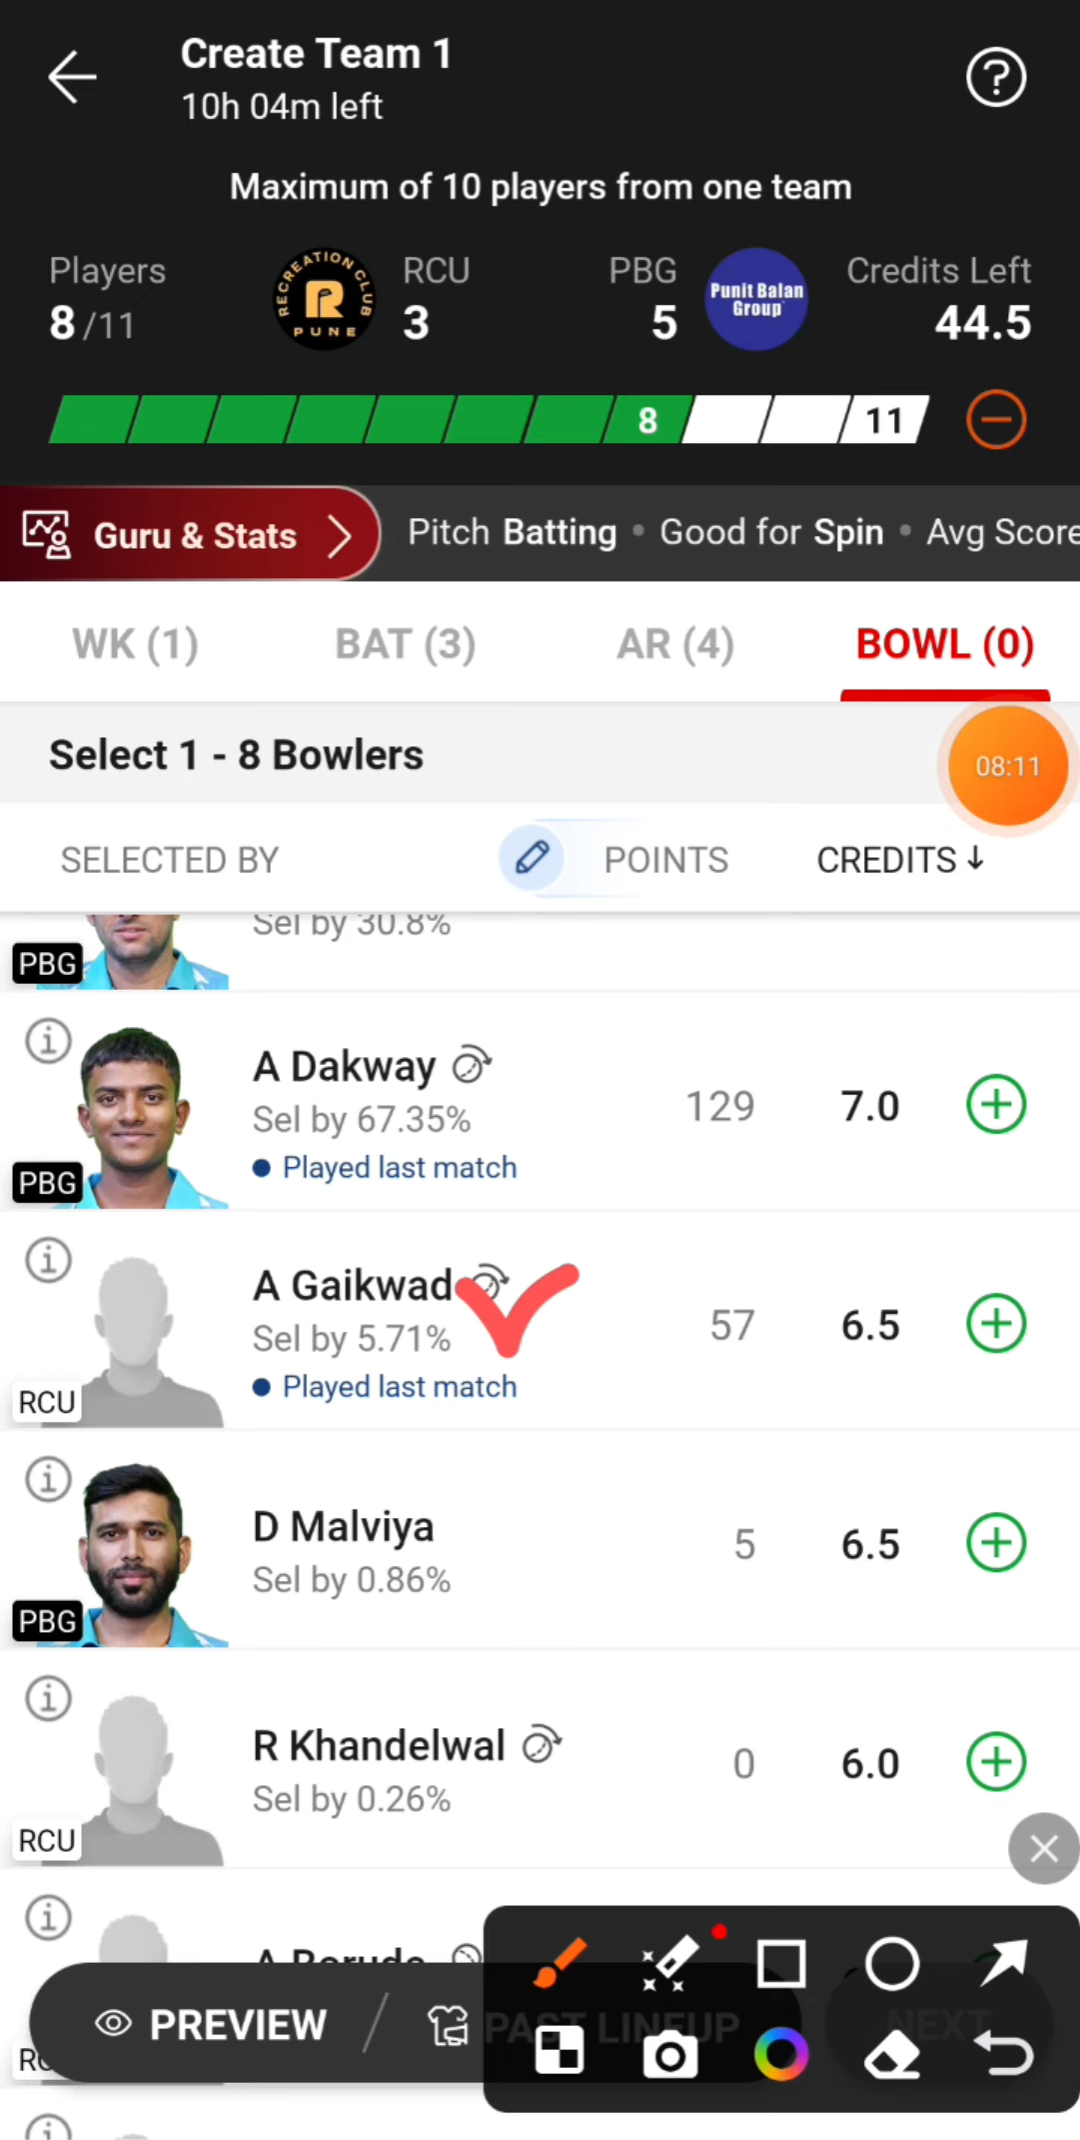 Create Team 1
10h 04m left
Maximum of 10 players from one team
Players
8/11
RECREATION CLUB
R
PUNE
RCU
3
PBG
5
Punit Balan
Group
Credits Left
44.5
8
11
Guru & Stats
Pitch Batting • Good for Spin • Avg Score
WK (1)
BAT (3)
AR (4)
BOWL (0)
Select 1 - 8 Bowlers
08:11
SELECTED BY
POINTS
CREDITS ↓
Sel by 30.8%
PBG
A Dakway
Sel by 67.35%
Played last match
129
7.0
PBG
A Gaikwad
Sel by 5.71%
Played last match
57
6.5
RCU
D Malviya
Sel by 0.86%
5
6.5
PBG
R Khandelwal
Sel by 0.26%
0
6.0
RCU
PREVIEW
PAST LINEUP
NEXT